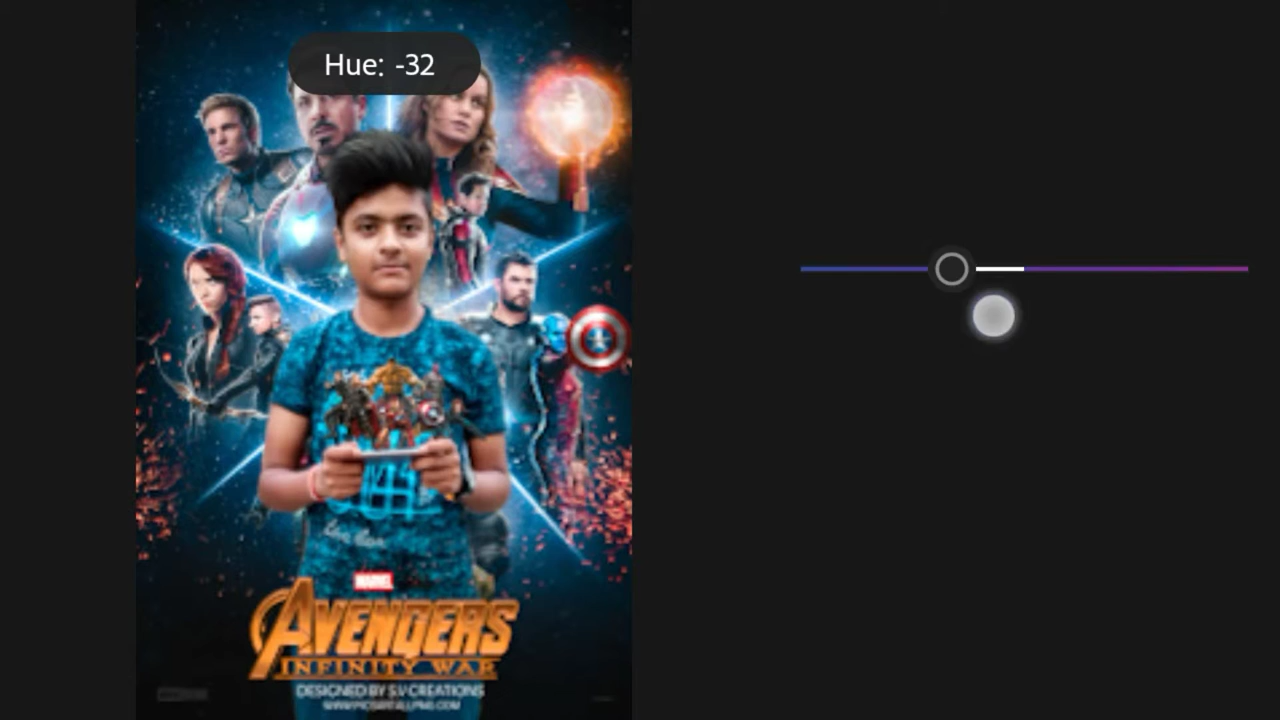 Hue: -32
MARVEL
AVENGERS
INFINITY WAR
DESIGNED BY S.V CREATIONS